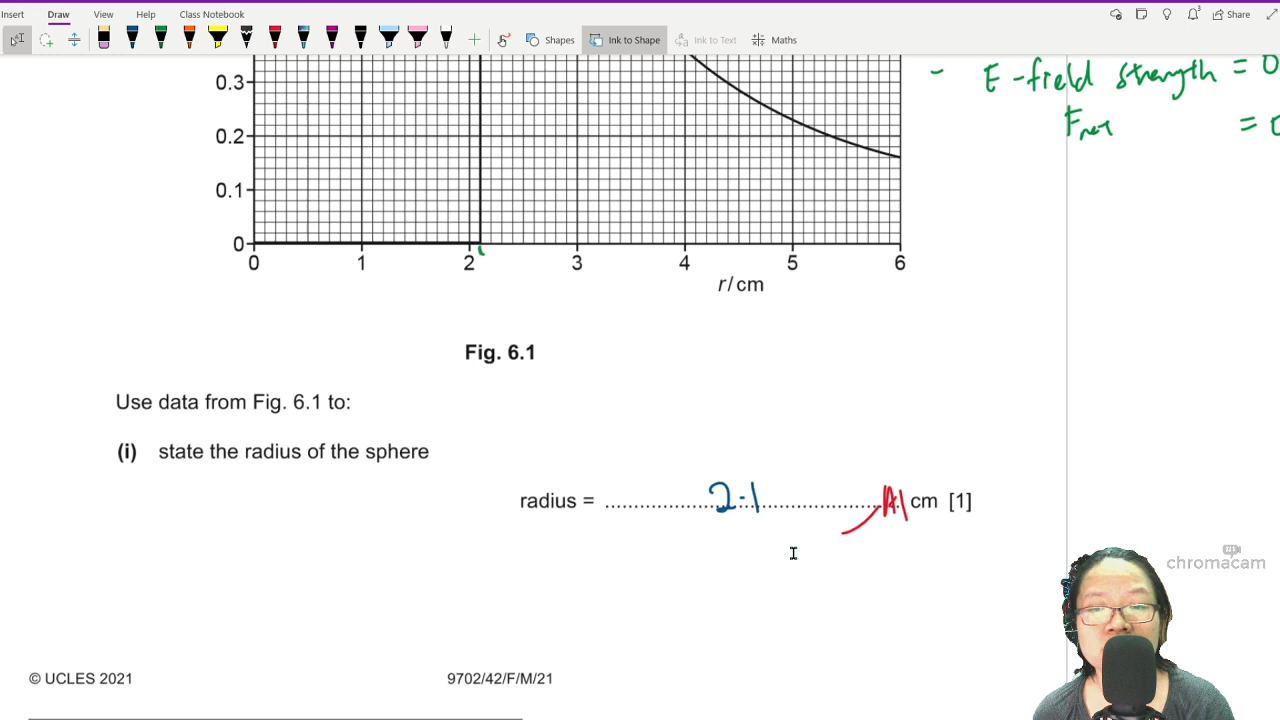 Insert Draw View Help Class Notebook
3
Share
Shapes Ink to Shape Ink to Text Maths
0.3
0.2
0.1
0
0 1 2 3 4 5 6
r/cm
- E-field strength = 0
Fnet =
Fig. 6.1
Use data from Fig. 6.1 to:
(i) state the radius of the sphere
radius = ........ 2.1 ........ A1 cm [1]
chromacam
© UCLES 2021 9702/42/F/M/21